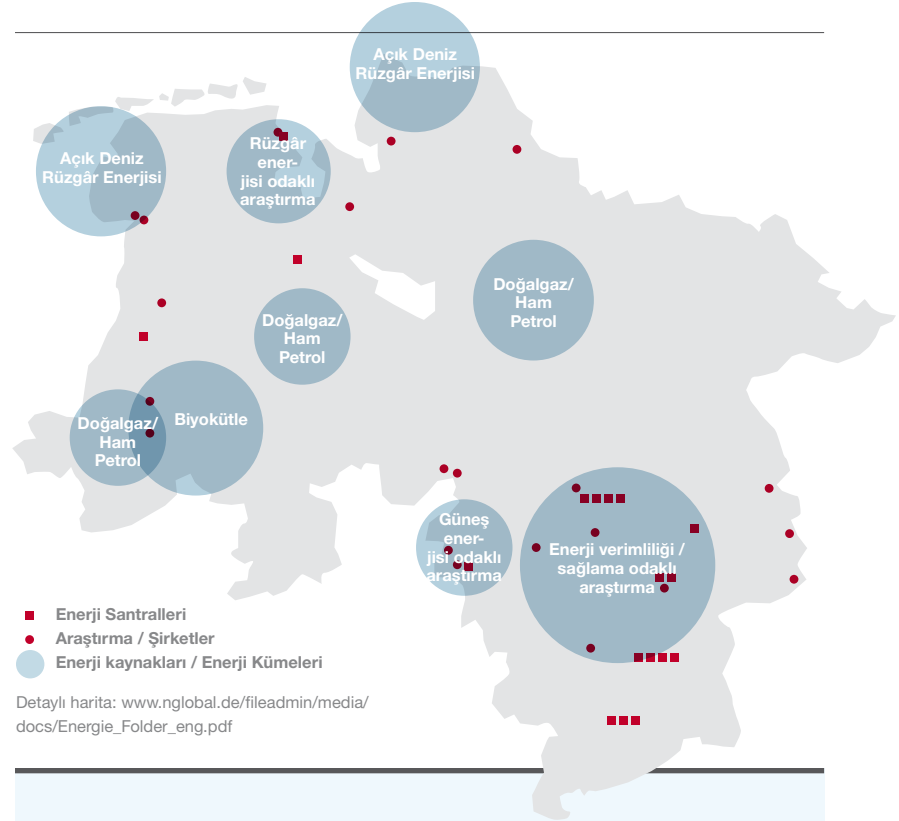 Açık Deniz
Rüzgâr Enerjisi
Açık Deniz
Rüzgâr Enerjisi
Rüzgâr
ener-
jisi odaklı
araştırma
Doğalgaz/
Ham
Petrol
Doğalgaz/
Ham
Petrol
Doğalgaz/
Ham
Petrol
Biyokütle
Güneş
ener-
jisi odaklı
araştırma
Enerji verimliliği /
sağlama odaklı
araştırma
Enerji Santralleri
Araştırma / Şirketler
Enerji kaynakları / Enerji Kümeleri
Detaylı harita: www.nglobal.de/fileadmin/media/
docs/Energie_Folder_eng.pdf